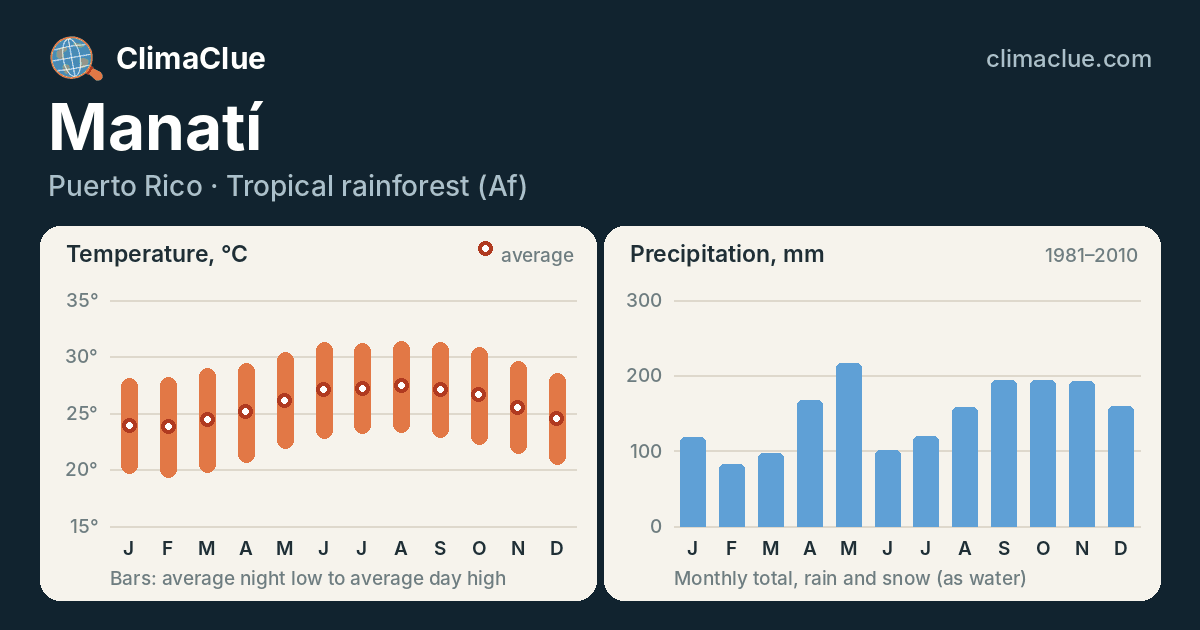 ClimaClue
climaclue.com
Manatí
Puerto Rico · Tropical rainforest (Af)
Temperature, °C
average
35°
30°
25°
20°
15°
J F M A M J J A S O N D
Bars: average night low to average day high
Precipitation, mm
1981–2010
300
200
100
0
J F M A M J J A S O N D
Monthly total, rain and snow (as water)